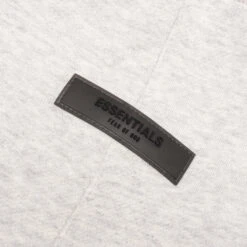 ESSENTIALS
FEAR OF GOD